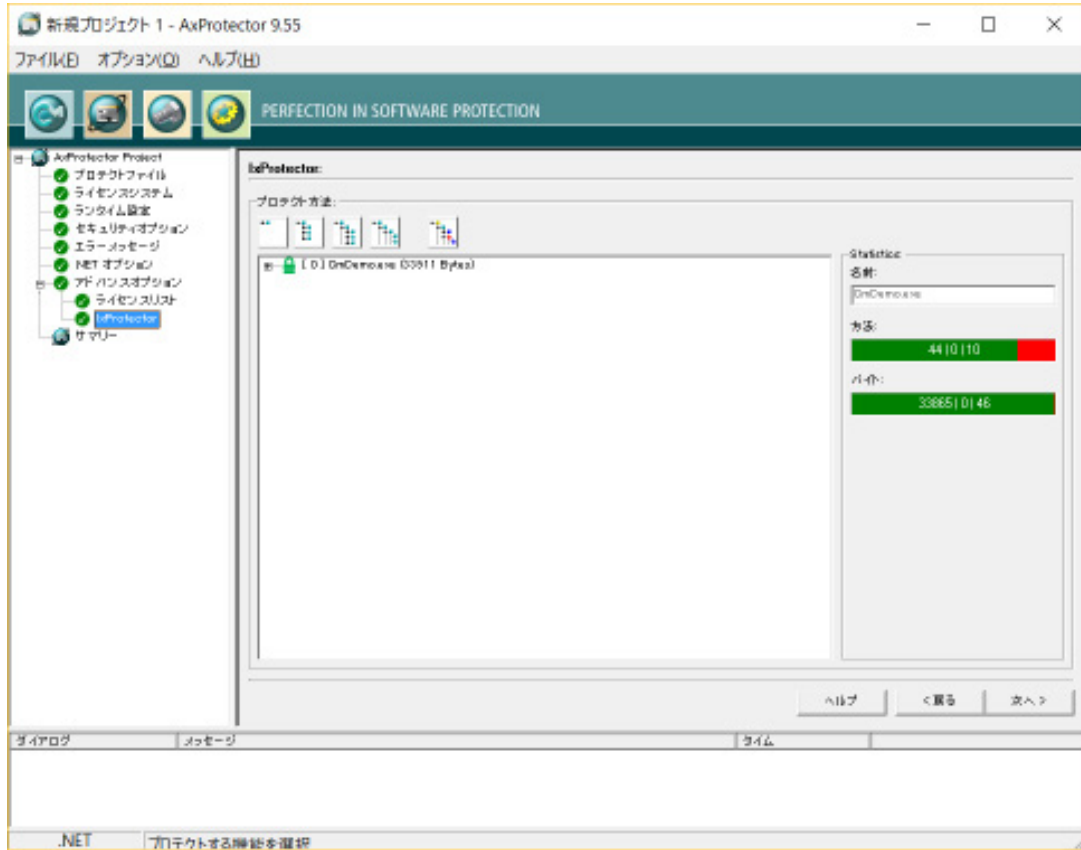 新規プロジェクト 1 - AxProtector 9.55
ファイル(F) オプション(O) ヘルプ(H)
PERFECTION IN SOFTWARE PROTECTION
AxProtector Project
プロテクトファイル
ライセンスシステム
ランタイム設定
セキュリティオプション
エラーメッセージ
.NET オプション
アドバンスオプション
ライセンスリスト
IxProtector
サマリー
IxProtector:
プロテクト方法:
[ 0 ] DmDemo.exe (33911 Bytes)
Statistics
名前:
DmDemo.exe
方法:
44 | 0 | 10
バイト:
33865 | 0 | 46
ヘルプ
< 戻る
次へ >
ダイアログ メッセージ タイム
.NET プロテクトする機能を選択